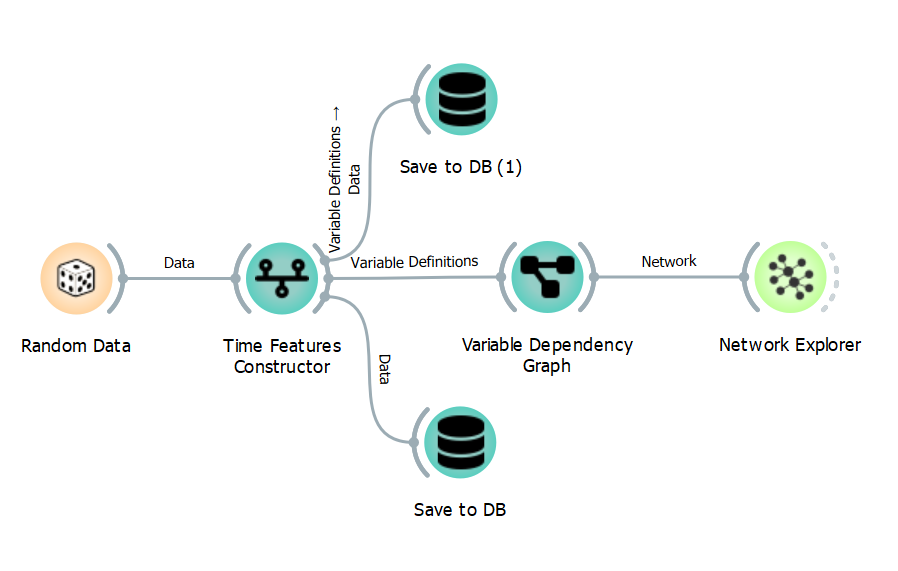 Variable Definitions →
Data
Save to DB (1)
Data
Variable Definitions
Network
Random Data
Time Features
Constructor
Variable Dependency
Graph
Network Explorer
Data
Save to DB